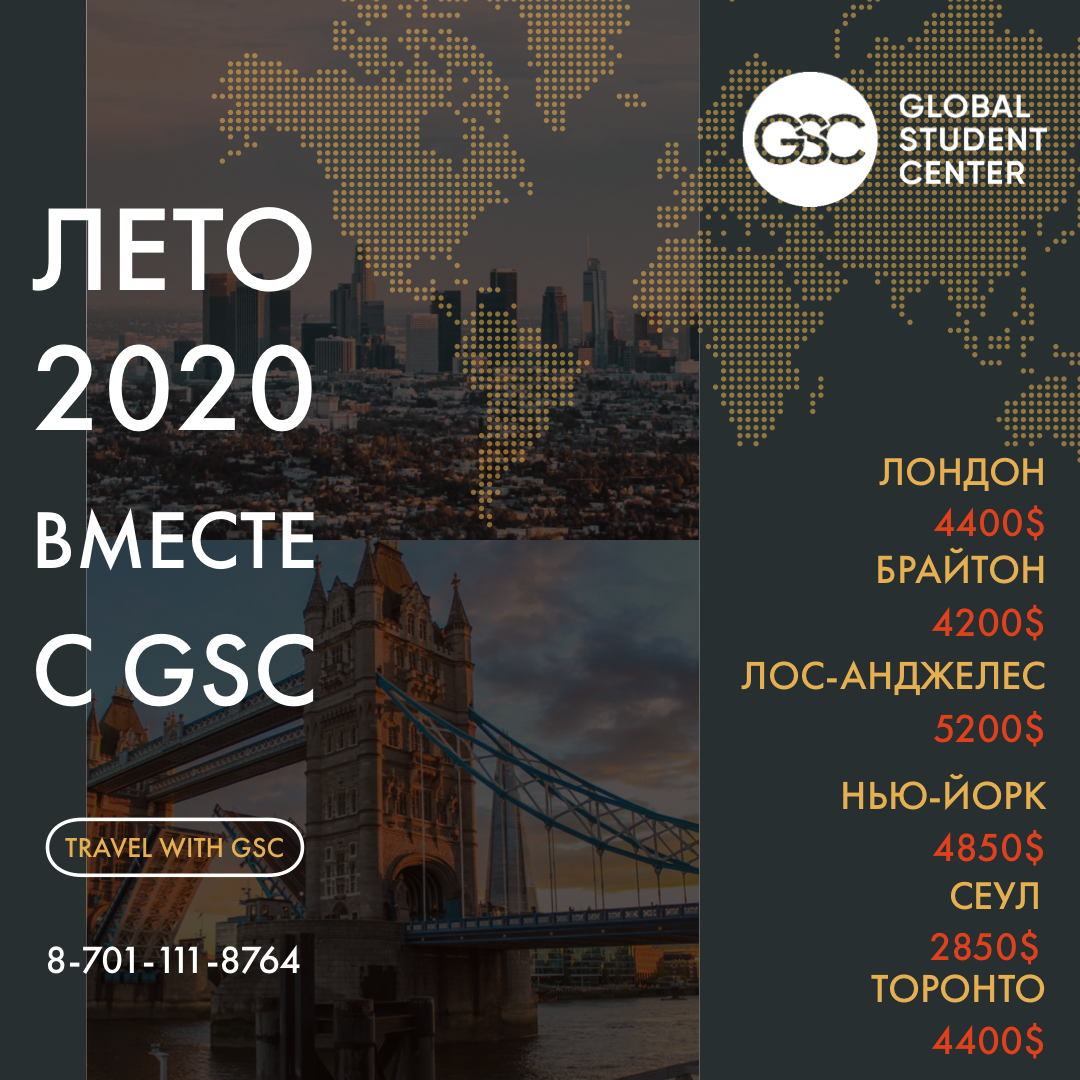 GSC
GLOBAL
STUDENT
CENTER
ЛЕТО
2020
ВМЕСТЕ
С GSC
TRAVEL WITH GSC
8-701-111-8764
ЛОНДОН
4400$
БРАЙТОН
4200$
ЛОС-АНДЖЕЛЕС
5200$
НЬЮ-ЙОРК
4850$
СЕУЛ
2850$
ТОРОНТО
4400$